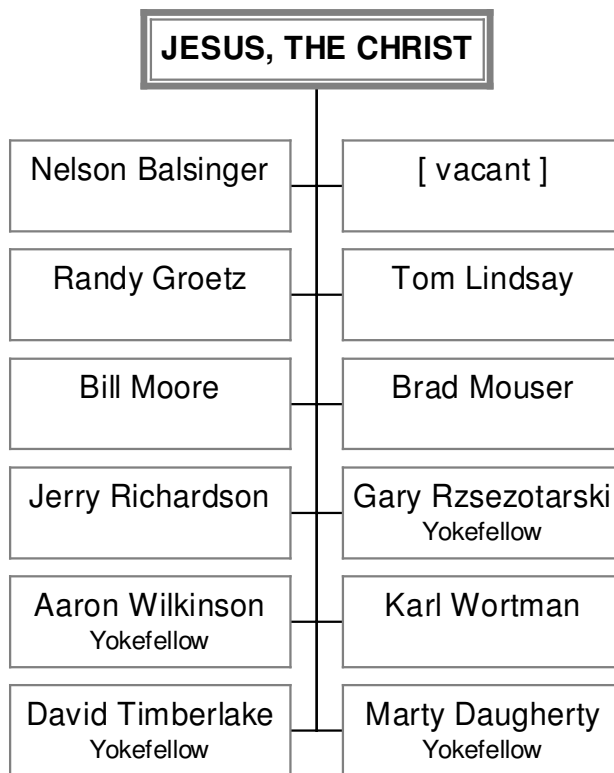 JESUS, THE CHRIST
Nelson Balsinger
[ vacant ]
Randy Groetz
Tom Lindsay
Bill Moore
Brad Mouser
Jerry Richardson
Gary Rzsezotarski
Yokefellow
Aaron Wilkinson
Yokefellow
Karl Wortman
David Timberlake
Yokefellow
Marty Daugherty
Yokefellow